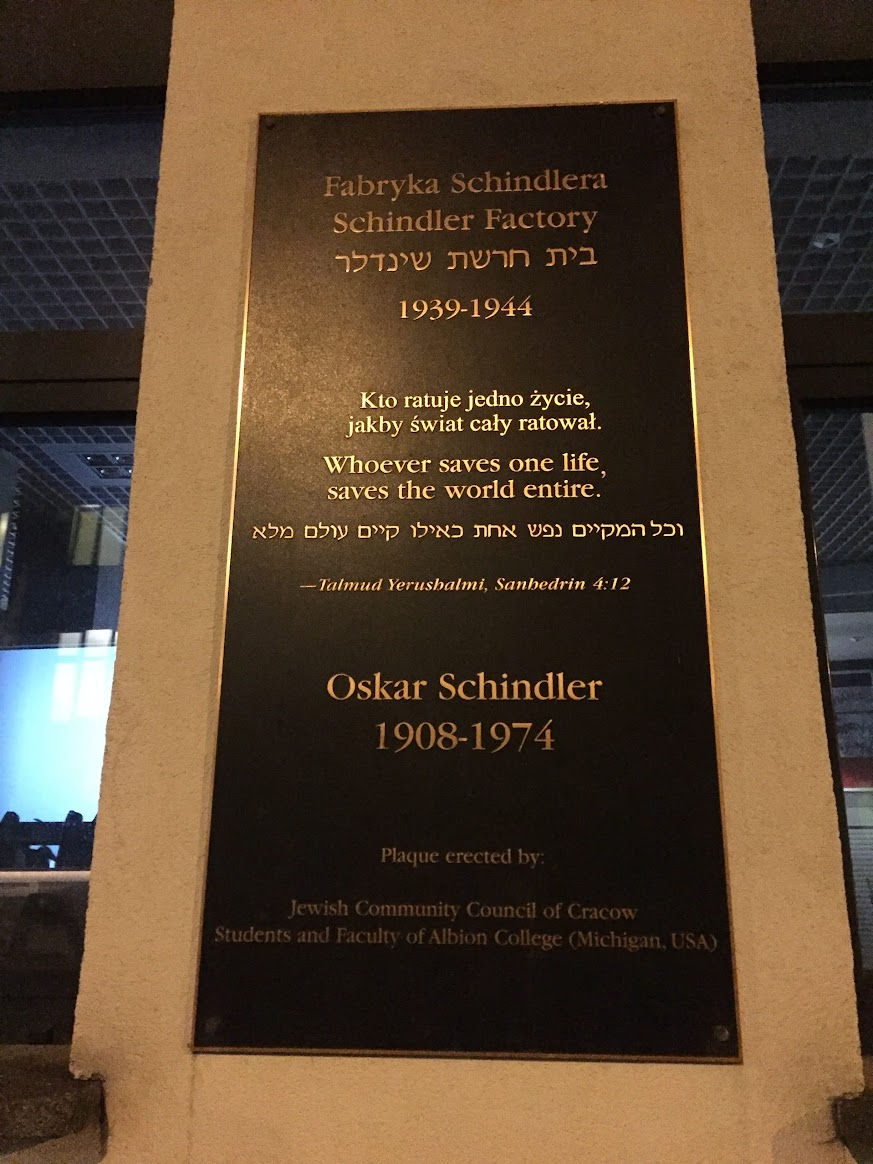 Fabryka Schindlera
Schindler Factory
בית חרשת שינדלר
1939-1944
Kto ratuje jedno życie,
jakby świat cały ratował.
Whoever saves one life,
saves the world entire.
וכל המקיים נפש אחת כאילו קיים עולם מלא
—Talmud Yerushalmi, Sanhedrin 4:12
Oskar Schindler
1908-1974
Plaque erected by:
Jewish Community Council of Cracow
Students and Faculty of Albion College (Michigan, USA)